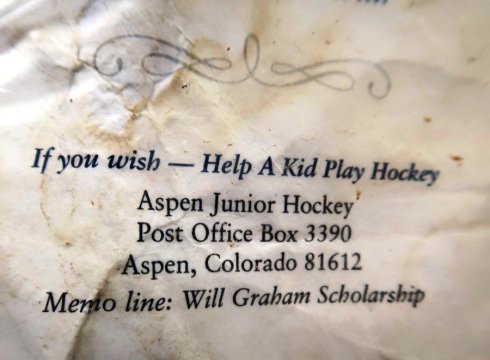 If you wish — Help A Kid Play Hockey
Aspen Junior Hockey
Post Office Box 3390
Aspen, Colorado 81612
Memo line: Will Graham Scholarship